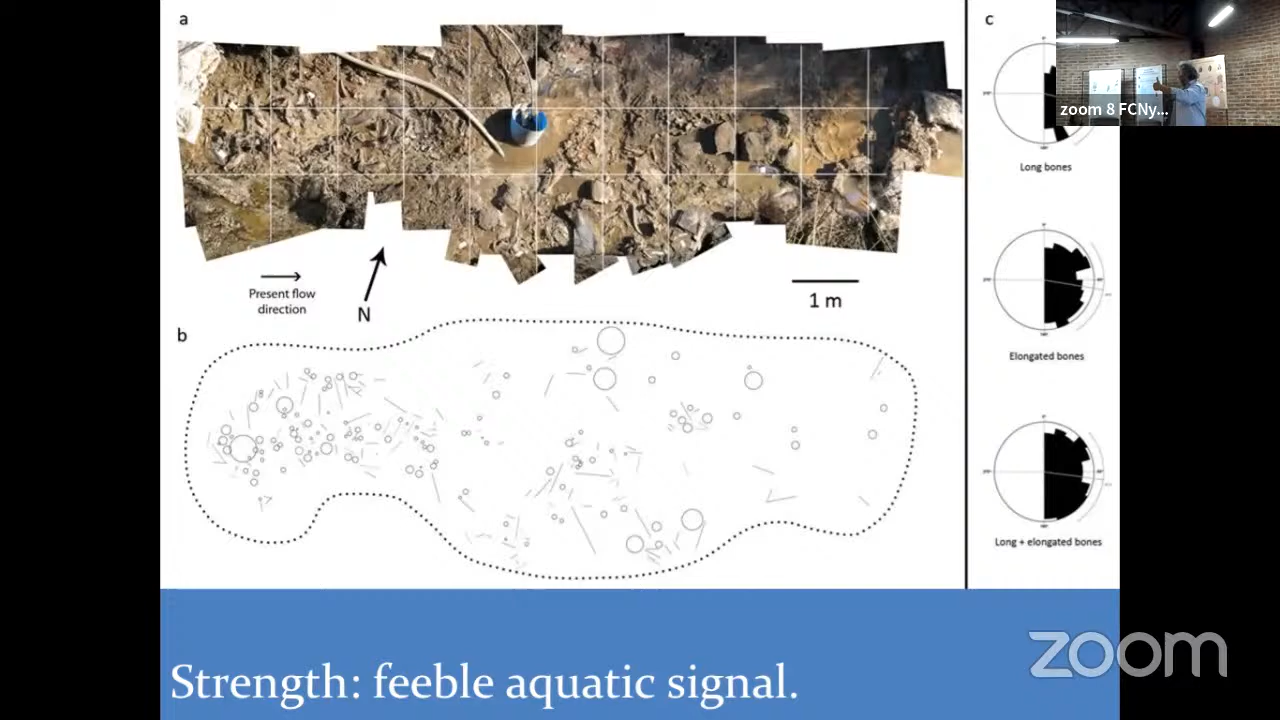 a
c
zoom 8 FCNy...
Long bones
Present flow
direction
N
1 m
b
Elongated bones
Long + elongated bones
Strength: feeble aquatic signal.
zoom